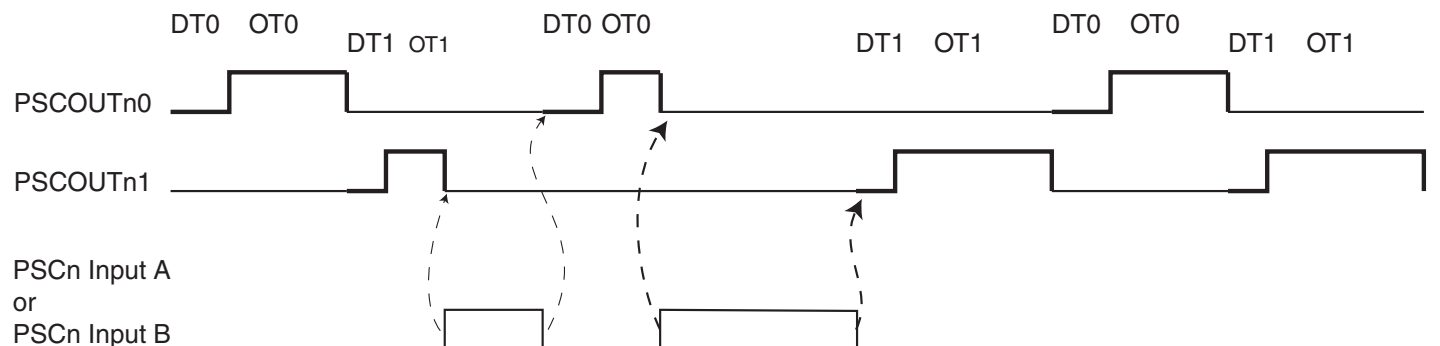 DT0 OT0 DT0 OT0 DT0 OT0
DT1 OT1 DT1 OT1 DT1 OT1
PSCOUTn0
PSCOUTn1
PSCn Input A
or
PSCn Input B